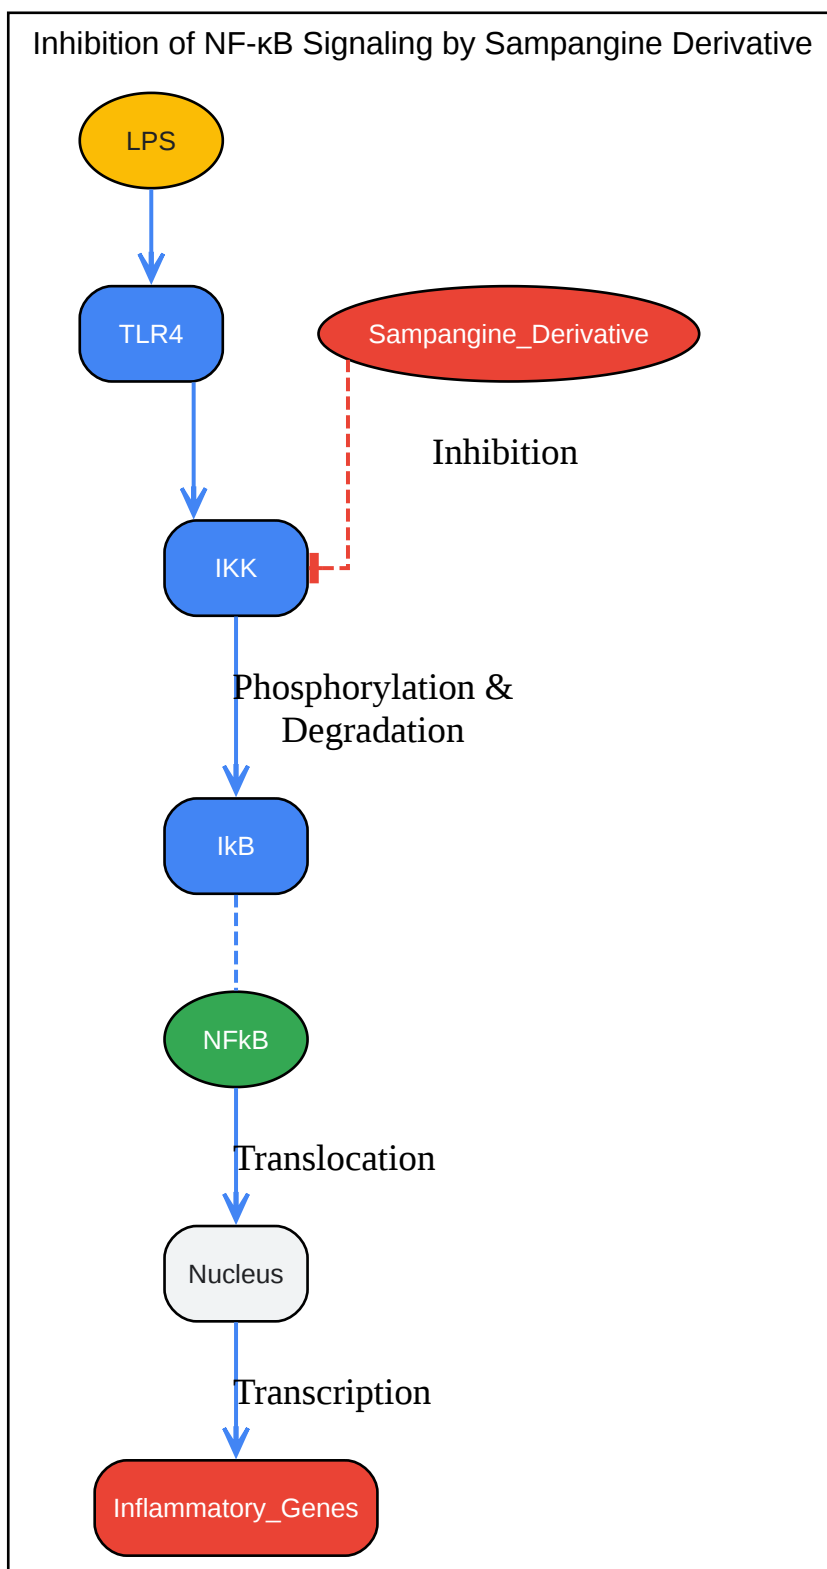 Inhibition of NF-κB Signaling by Sampangine Derivative
LPS
TLR4
Sampangine_Derivative
Inhibition
IKK
Phosphorylation &
Degradation
IkB
NFkB
Translocation
Nucleus
Transcription
Inflammatory_Genes